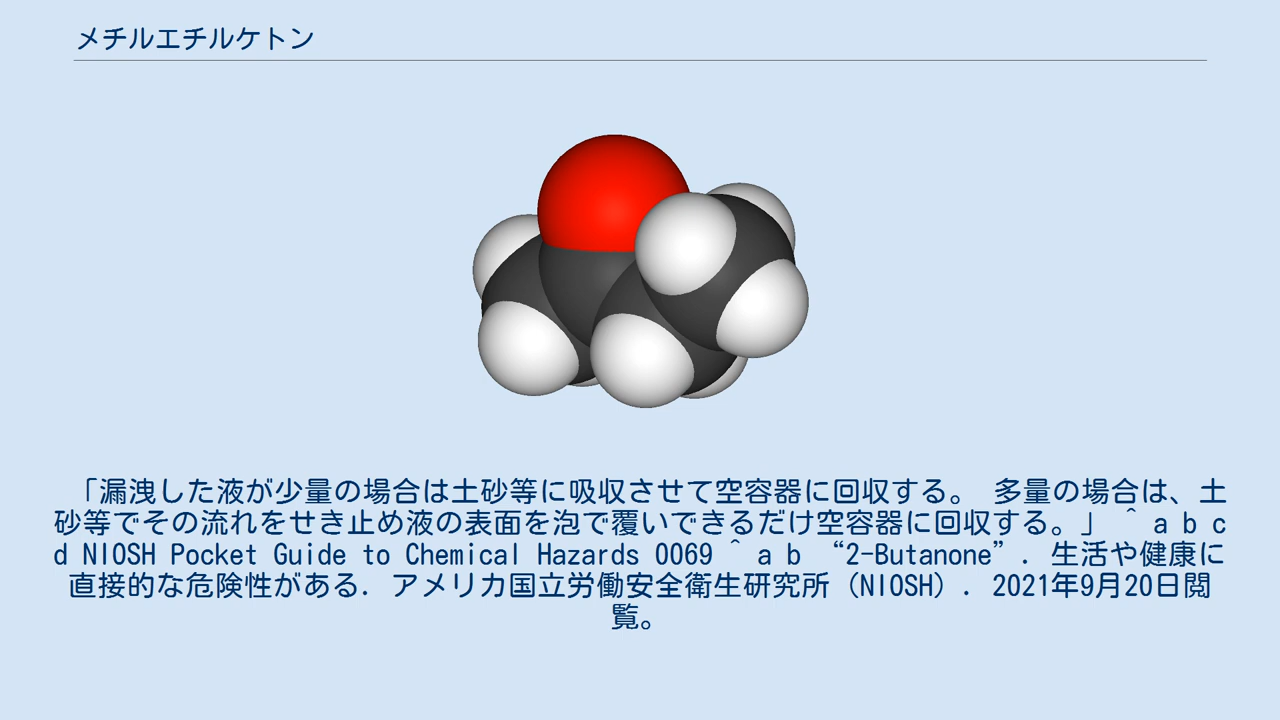 メチルエチルケトン
「漏洩した液が少量の場合は土砂等に吸収させて空容器に回収する。 多量の場合は、土
砂等でその流れをせき止め液の表面を泡で覆いできるだけ空容器に回収する。」 ^ a b c
d NIOSH Pocket Guide to Chemical Hazards 0069 ^ a b “2-Butanone”. 生活や健康に
直接的な危険性がある. アメリカ国立労働安全衛生研究所(NIOSH). 2021年9月20日閲
覧。